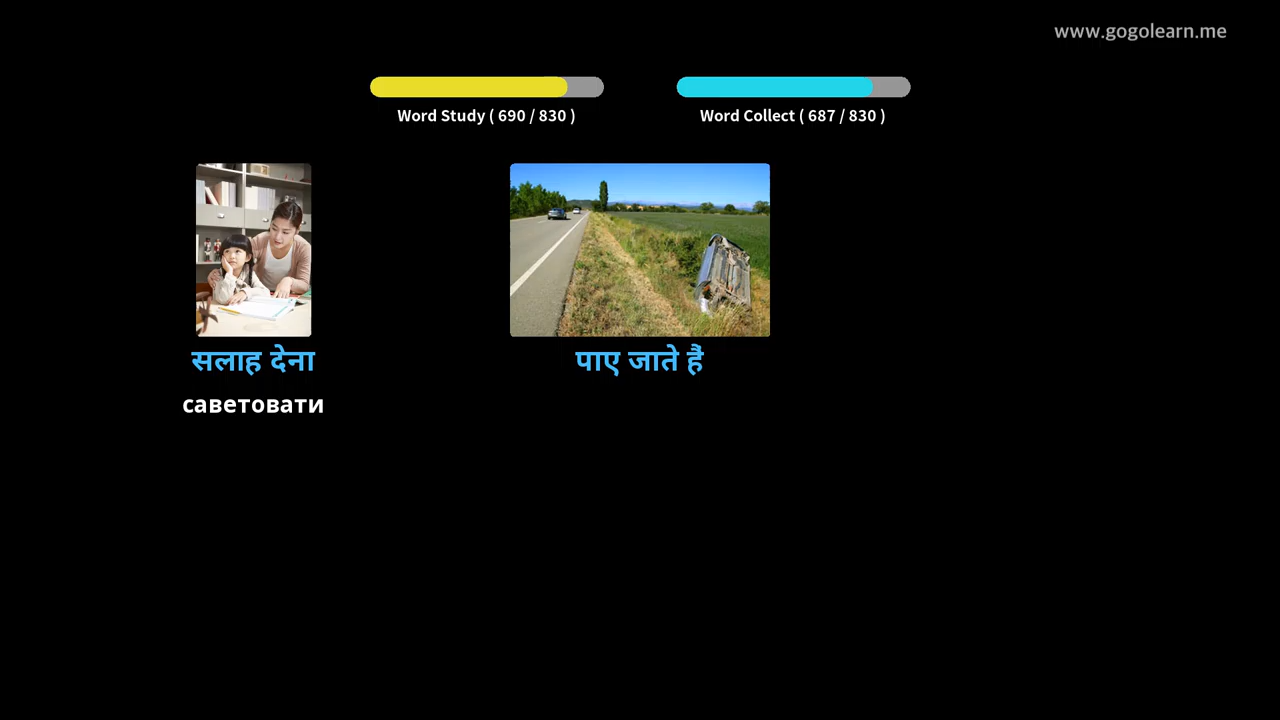 www.gogolearn.me
Word Study ( 690 / 830 )
Word Collect ( 687 / 830 )
सलाह देना
पाए जाते हैं
саветовати